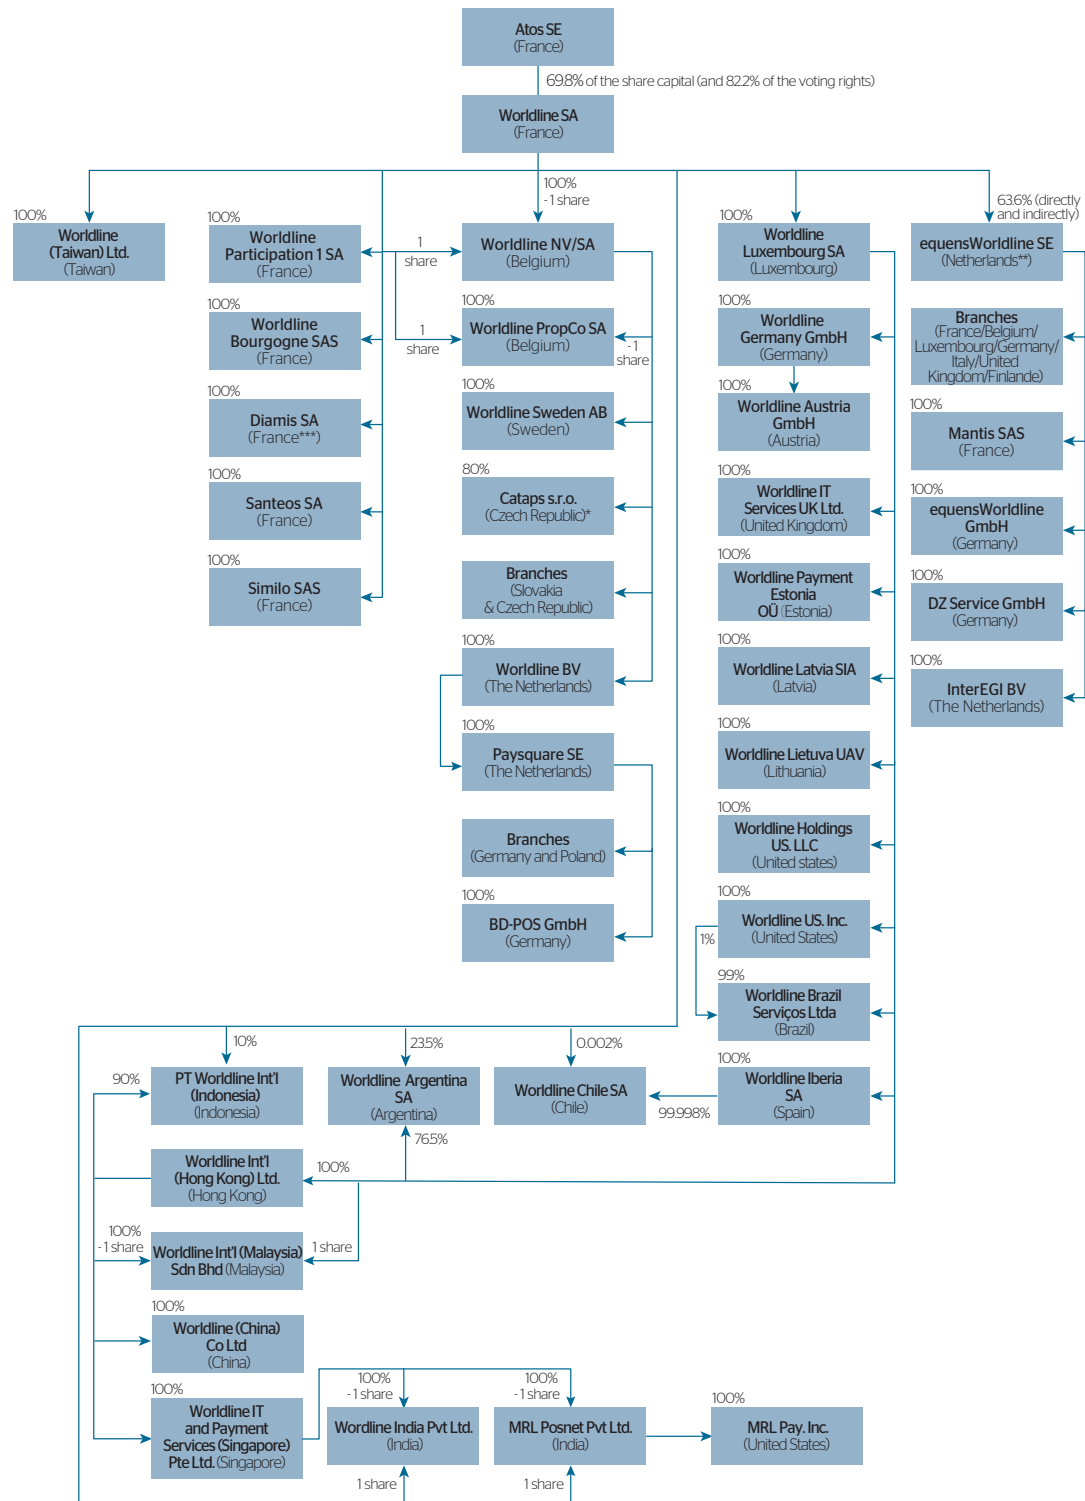 Atos SE
(France)
69.8% of the share capital (and 82.2% of the voting rights)
Worldline SA
(France)
100%
Worldline
(Taiwan) Ltd.
(Taiwan)
100%
Worldline
Participation 1 SA
(France)
100%
Worldline
Bourgogne SAS
(France)
100%
Diamis SA
(France***)
100%
Santeos SA
(France)
100%
Similo SAS
(France)
100%
- 1 share
1
share
Worldline NV/SA
(Belgium)
100%
1
share
Worldline PropCo SA
(Belgium)
-1
share
100%
Worldline Sweden AB
(Sweden)
80%
Cataps s.r.o.
(Czech Republic)*
Branches
(Slovakia
& Czech Republic)
100%
Worldline BV
(The Netherlands)
100%
Paysquare SE
(The Netherlands)
Branches
(Germany and Poland)
100%
BD-POS GmbH
(Germany)
100%
Worldline
Luxembourg SA
(Luxembourg)
100%
Worldline
Germany GmbH
(Germany)
100%
Worldline Austria
GmbH
(Austria)
100%
Worldline IT
Services UK Ltd.
(United Kingdom)
100%
Worldline Payment
Estonia
OÜ (Estonia)
100%
Worldline Latvia SIA
(Latvia)
100%
Worldline Lietuva UAV
(Lithuania)
100%
Worldline Holdings
US. LLC
(United states)
100%
Worldline US. Inc.
(United States)
1%
99%
Worldline Brazil
Serviços Ltda
(Brazil)
100%
Worldline Iberia
SA
(Spain)
63.6% (directly
and indirectly)
equensWorldline SE
(Netherlands**)
Branches
(France/Belgium/
Luxembourg/Germany/
Italy/United
Kingdom/Finlande)
100%
Mantis SAS
(France)
100%
equensWorldline
GmbH
(Germany)
100%
DZ Service GmbH
(Germany)
100%
InterEGI BV
(The Netherlands)
10%
90%
PT Worldline Int'l
(Indonesia)
(Indonesia)
23.5%
Worldline Argentina
SA
(Argentina)
76.5%
0.002%
Worldline Chile SA
(Chile)
99.998%
Worldline Int'l
(Hong Kong) Ltd.
(Hong Kong)
100%
100%
- 1 share
Worldline Int'l (Malaysia)
Sdn Bhd (Malaysia)
1 share
100%
Worldline (China)
Co Ltd
(China)
100%
Worldline IT
and Payment
Services (Singapore)
Pte Ltd. (Singapore)
100%
- 1 share
Wordline India Pvt Ltd.
(India)
1 share
100%
- 1 share
MRL Posnet Pvt Ltd.
(India)
1 share
100%
MRL Pay. Inc.
(United States)